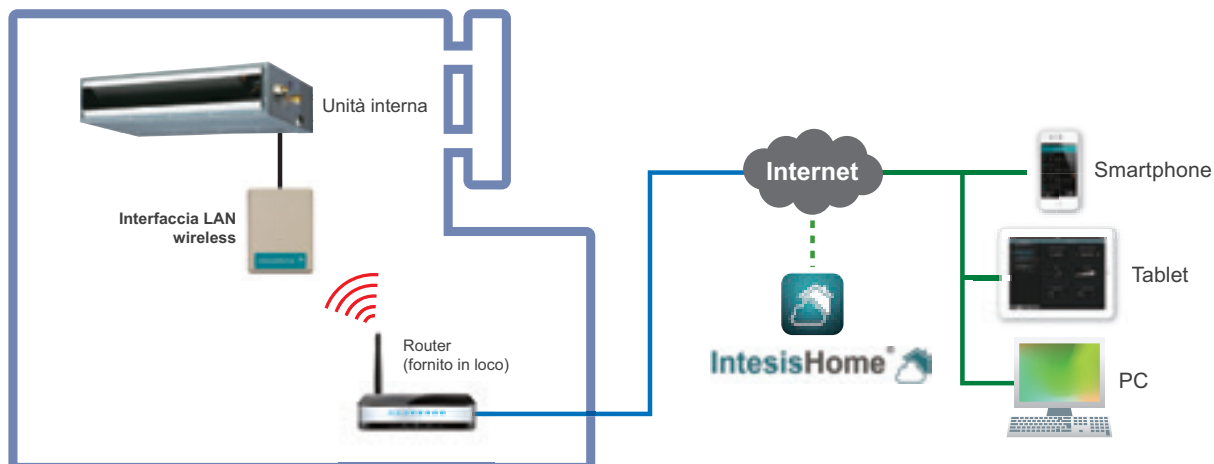 Unità interna
Interfaccia LAN
wireless
Router
(fornito in loco)
Internet
IntesisHome
Smartphone
Tablet
PC